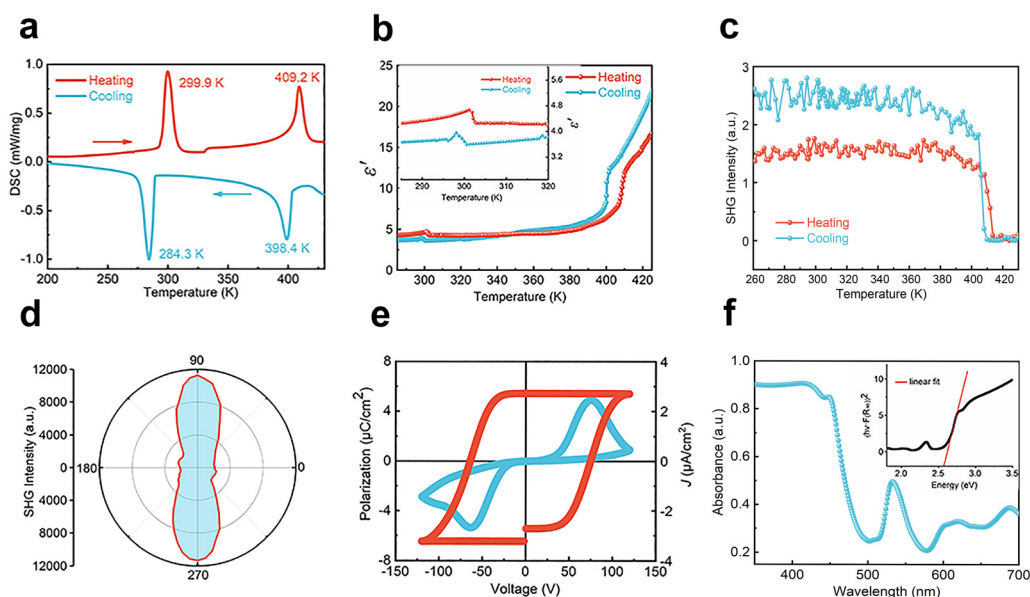 a
DSC (mW/mg)
1.0
0.5
0.0
-0.5
-1.0
Heating
Cooling
299.9 K
409.2 K
284.3 K
398.4 K
200 250 300 350 400
Temperature (K)
b
ε′
25
20
15
10
5
0
Heating
Cooling
Heating
Cooling
5.6
4.8
4.0
3.2
ε′
290 300 310 320
Temperature (K)
300 320 340 360 380 400 420
Temperature (K)
c
SHG Intensity (a.u.)
3
2
1
0
Heating
Cooling
260 280 300 320 340 360 380 400 420
Temperature (K)
d
SHG Intensity (a.u.)
12000
8000
4000
0
4000
8000
12000
90
180
0
270
e
Polarization (µC/cm²)
8
4
0
-4
-8
4
3
2
1
0
-1
-2
-3
-4
J (µA/cm²)
-150 -100 -50 0 50 100 150
Voltage (V)
f
Absorbance (a.u.)
1.0
0.8
0.6
0.4
0.2
linear fit
(hν·F(R∞))2
10
5
0
2.0 2.5 3.0 3.5
Energy (eV)
400 500 600 700
Wavelength (nm)